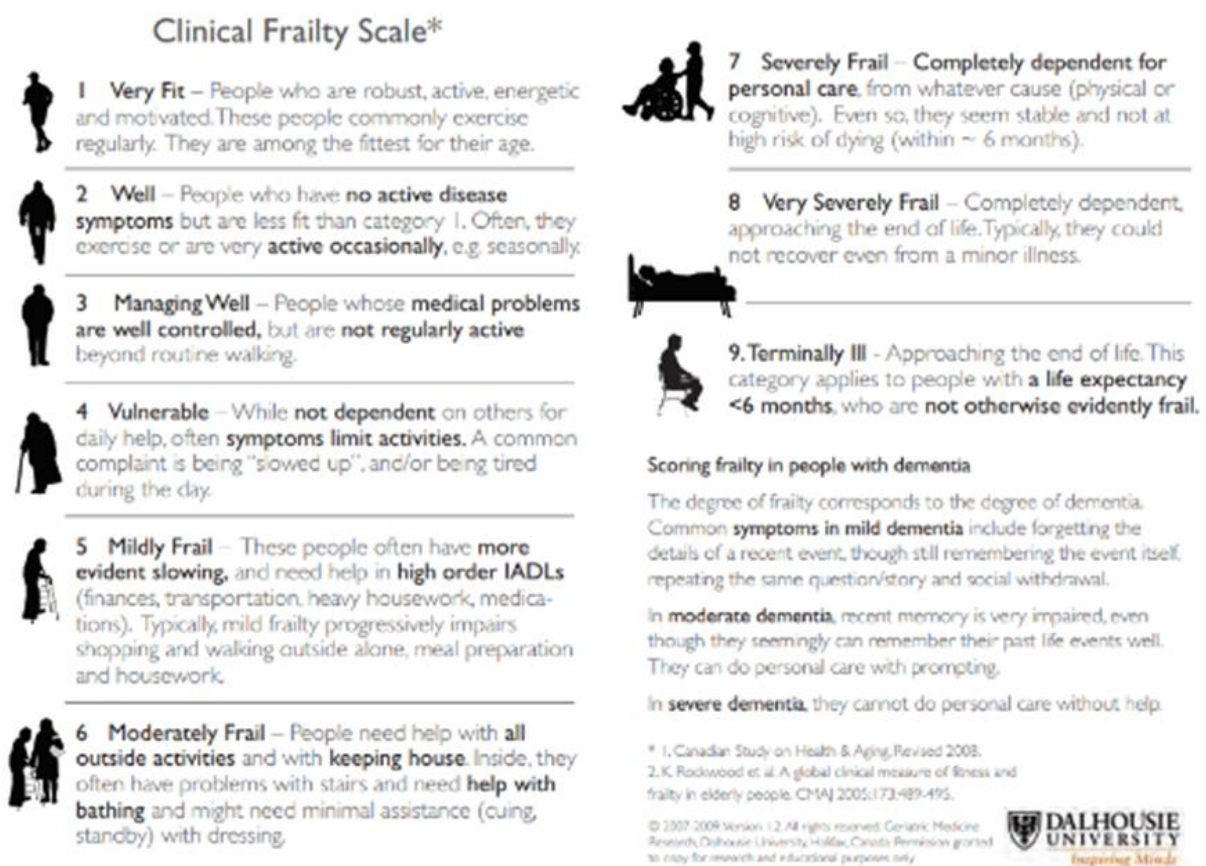 Clinical Frailty Scale*
1 Very Fit – People who are robust, active, energetic
and motivated. These people commonly exercise
regularly. They are among the fittest for their age.
2 Well – People who have no active disease
symptoms but are less fit than category 1. Often, they
exercise or are very active occasionally, e.g. seasonally.
3 Managing Well – People whose medical problems
are well controlled, but are not regularly active
beyond routine walking.
4 Vulnerable – While not dependent on others for
daily help, often symptoms limit activities. A common
complaint is being "slowed up", and/or being tired
during the day.
5 Mildly Frail – These people often have more
evident slowing, and need help in high order IADLs
(finances, transportation, heavy housework, medica-
tions). Typically, mild frailty progressively impairs
shopping and walking outside alone, meal preparation
and housework.
6 Moderately Frail – People need help with all
outside activities and with keeping house. Inside, they
often have problems with stairs and need help with
bathing and might need minimal assistance (cuing,
standby) with dressing.
7 Severely Frail – Completely dependent for
personal care, from whatever cause (physical or
cognitive). Even so, they seem stable and not at
high risk of dying (within ~ 6 months).
8 Very Severely Frail – Completely dependent,
approaching the end of life. Typically, they could
not recover even from a minor illness.
9. Terminally Ill - Approaching the end of life. This
category applies to people with a life expectancy
<6 months, who are not otherwise evidently frail.
Scoring frailty in people with dementia
The degree of frailty corresponds to the degree of dementia.
Common symptoms in mild dementia include forgetting the
details of a recent event, though still remembering the event itself,
repeating the same question/story and social withdrawal.
In moderate dementia, recent memory is very impaired, even
though they seemingly can remember their past life events well.
They can do personal care with prompting.
In severe dementia, they cannot do personal care without help.
* 1. Canadian Study on Health & Aging, Revised 2008.
2. K. Rockwood et al. A global clinical measure of fitness and
frailty in elderly people. CMAJ 2005;173:489-495.
© 2007-2009 Version 1.2. All rights reserved. Geriatric Medicine
Research, Dalhousie University, Halifax, Canada. Permission granted
to copy for research and educational purposes only
DALHOUSIE
UNIVERSITY
Inspiring Minds